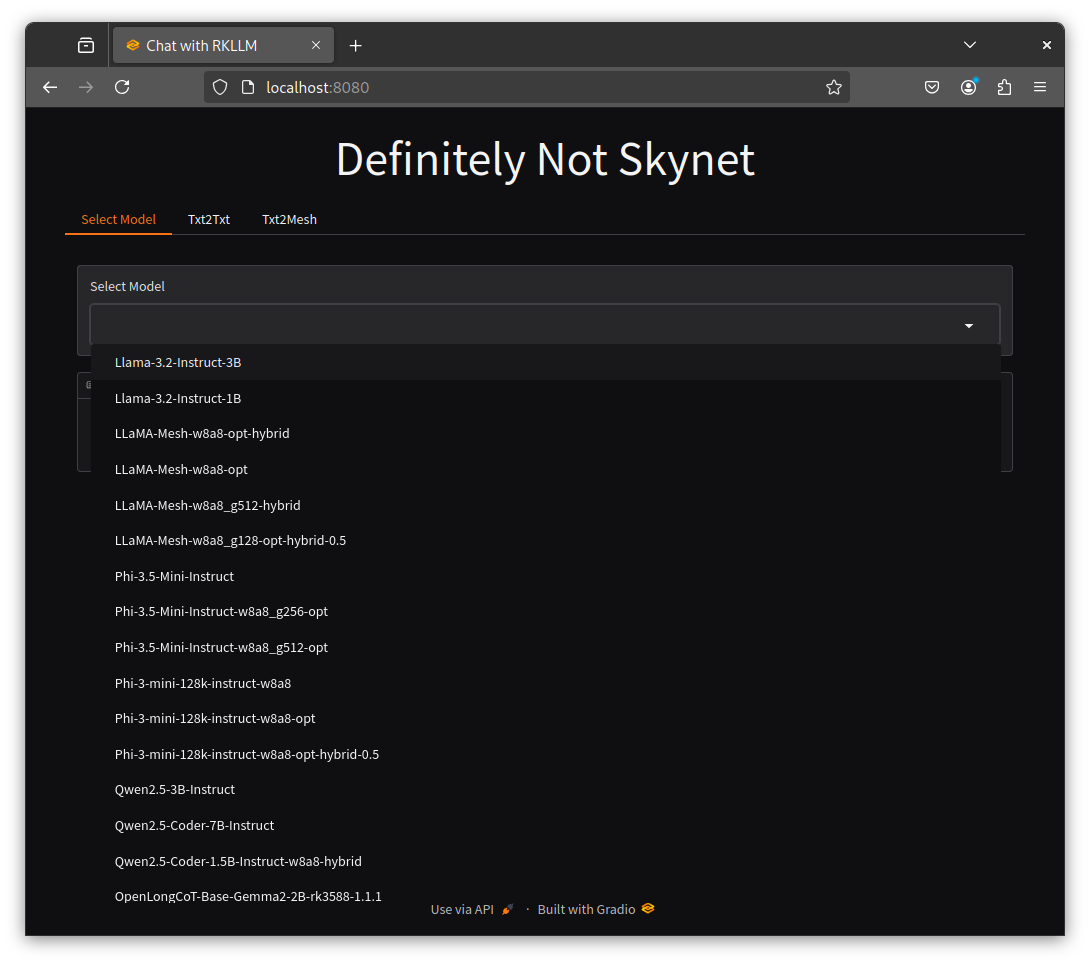 Chat with RKLLM
localhost:8080
Definitely Not Skynet
Select Model Txt2Txt Txt2Mesh
Select Model
Llama-3.2-Instruct-3B
Llama-3.2-Instruct-1B
LLaMA-Mesh-w8a8-opt-hybrid
LLaMA-Mesh-w8a8-opt
LLaMA-Mesh-w8a8_g512-hybrid
LLaMA-Mesh-w8a8_g128-opt-hybrid-0.5
Phi-3.5-Mini-Instruct
Phi-3.5-Mini-Instruct-w8a8_g256-opt
Phi-3.5-Mini-Instruct-w8a8_g512-opt
Phi-3-mini-128k-instruct-w8a8
Phi-3-mini-128k-instruct-w8a8-opt
Phi-3-mini-128k-instruct-w8a8-opt-hybrid-0.5
Qwen2.5-3B-Instruct
Qwen2.5-Coder-7B-Instruct
Qwen2.5-Coder-1.5B-Instruct-w8a8-hybrid
OpenLongCoT-Base-Gemma2-2B-rk3588-1.1.1
Use via API · Built with Gradio